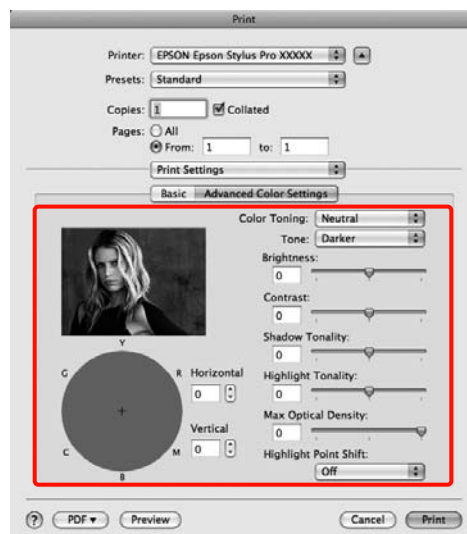 Print
Printer: EPSON Epson Stylus Pro XXXXX
Presets: Standard
Copies: 1 Collated
Pages: All
From: 1 to: 1
Print Settings
Basic Advanced Color Settings
Color Toning: Neutral
Tone: Darker
Brightness:
0
Contrast:
0
Shadow Tonality:
0
Highlight Tonality:
0
Max Optical Density:
0
Highlight Point Shift:
Off
Y
G R
C M
B
Horizontal
0
Vertical
0
? PDF Preview Cancel Print